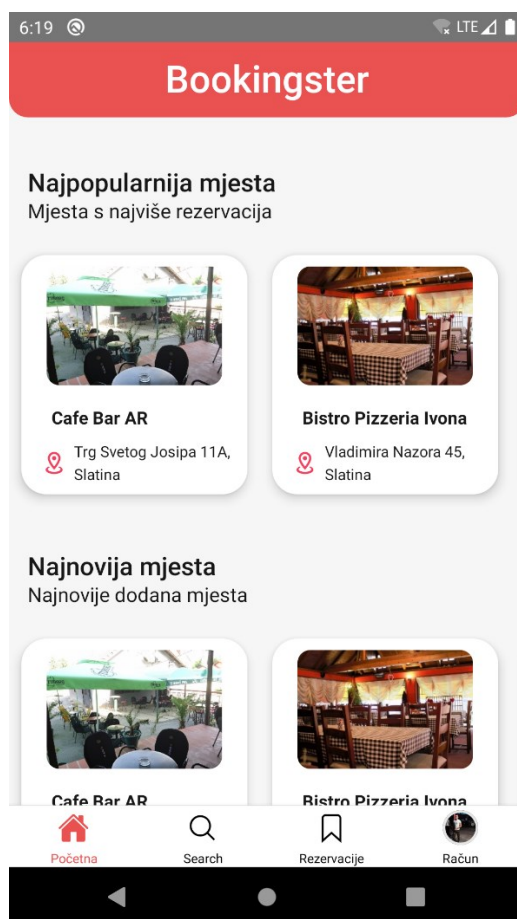 6:19
LTE
Bookingster
Najpopularnija mjesta
Mjesta s najviše rezervacija
Cafe Bar AR
Trg Svetog Josipa 11A,
Slatina
Bistro Pizzeria Ivona
Vladimira Nazora 45,
Slatina
Najnovija mjesta
Najnovije dodana mjesta
Cafe Bar AR
Bistro Pizzeria Ivona
Početna
Search
Rezervacije
Račun